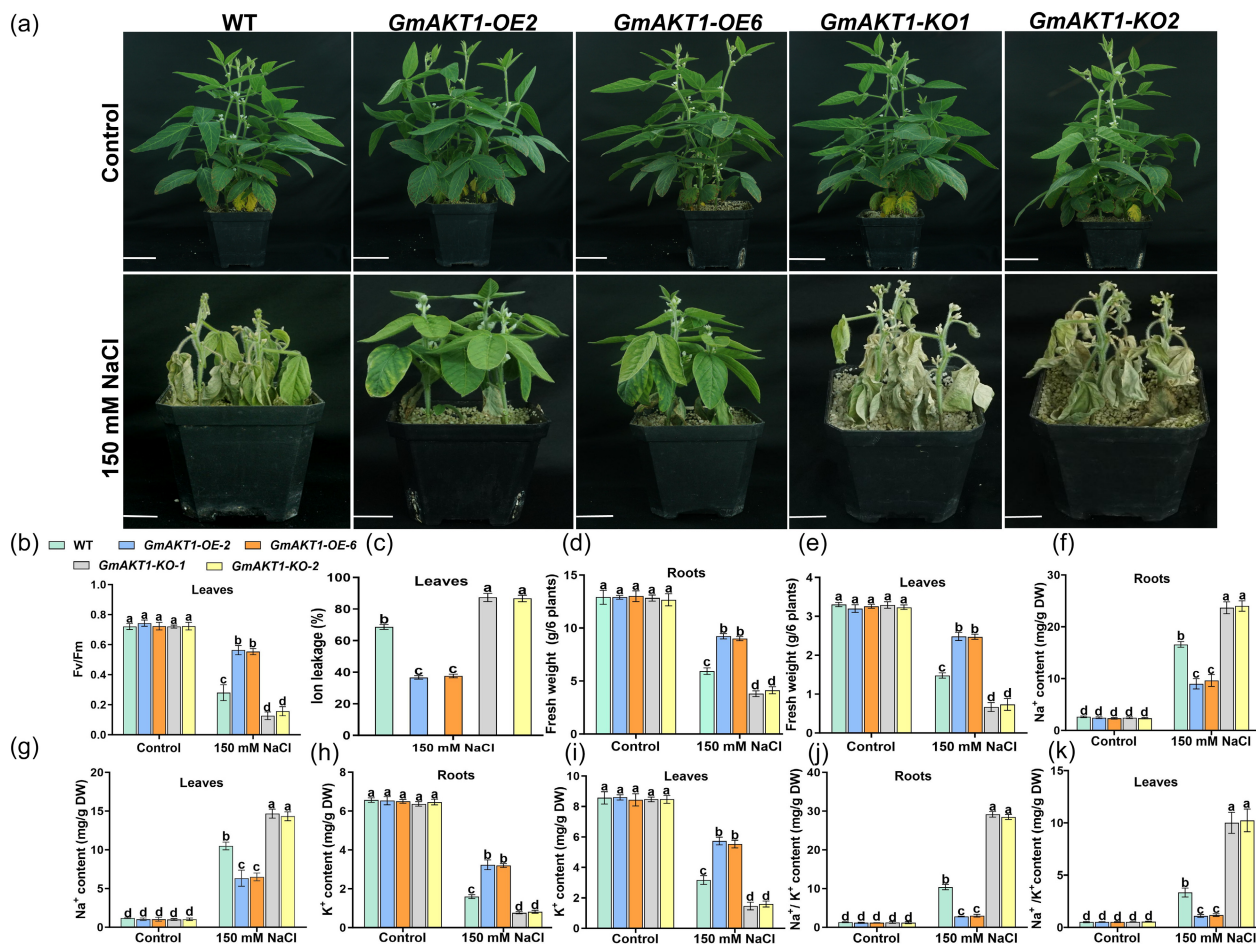 (a)
WT GmAKT1-OE2 GmAKT1-OE6 GmAKT1-KO1 GmAKT1-KO2
Control
150 mM NaCl
(b) WT GmAKT1-OE-2 GmAKT1-OE-6
GmAKT1-KO-1 GmAKT1-KO-2
Leaves
Fv/Fm
1.0
0.8
0.6
0.4
0.2
0.0
a a a a a
c b b d d
Control 150 mM NaCl
(c)
Leaves
Ion leakage (%)
100
80
60
40
20
0
b c c a a
150 mM NaCl
(d)
Roots
Fresh weight (g/6 plants)
15
10
5
0
a a a a a
c b b d d
Control 150 mM NaCl
(e)
Leaves
Fresh weight (g/6 plants)
4
3
2
1
0
a a a a a
c b b d d
Control 150 mM NaCl
(f)
Roots
Na+ content (mg/g DW)
30
20
10
0
d d d d d
b c c a a
Control 150 mM NaCl
(g)
Leaves
Na+ content (mg/g DW)
20
15
10
5
0
d d d d d
b c c a a
Control 150 mM NaCl
(h)
Roots
K+ content (mg/g DW)
8
6
4
2
0
a a a a a
c b b d d
Control 150 mM NaCl
(i)
Leaves
K+ content (mg/g DW)
8
6
4
2
0
a a a a a
c b b d d
Control 150 mM NaCl
(j)
Roots
Na+/ K+ content (mg/g DW)
40
30
20
10
0
d d d d d
b c c a a
Control 150 mM NaCl
(k)
Leaves
Na+ /K+ content (mg/g DW)
15
10
5
0
d d d d d
b c c a a
Control 150 mM NaCl